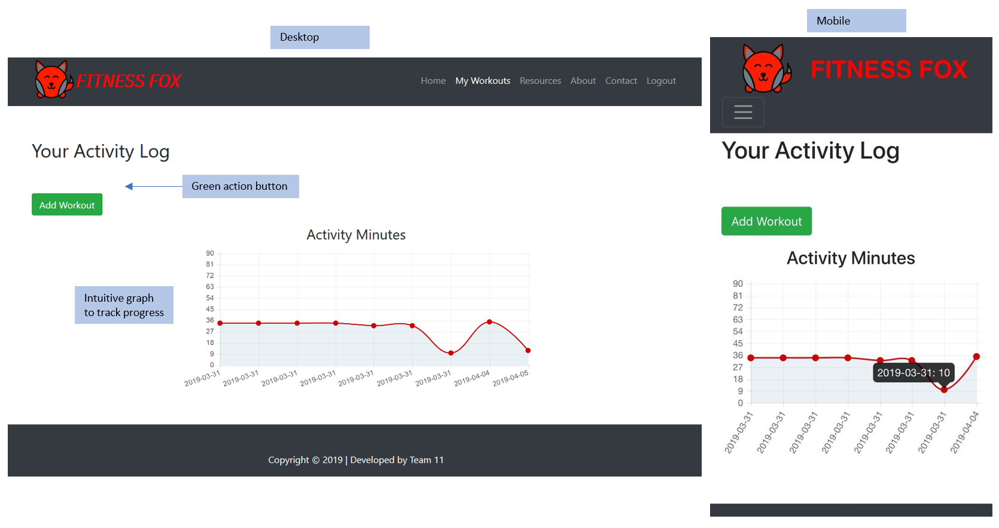 Desktop
FITNESS FOX
Home My Workouts Resources About Contact Logout
Your Activity Log
Green action button
Add Workout
Activity Minutes
Intuitive graph
to track progress
90
81
72
63
54
45
36
27
18
9
0
2019-03-31 2019-03-31 2019-03-31 2019-03-31 2019-03-31 2019-03-31 2019-03-31 2019-04-04 2019-04-05
Copyright © 2019 | Developed by Team 11
Mobile
FITNESS FOX
Your Activity Log
Add Workout
Activity Minutes
90
81
72
63
54
45
36
27
18
9
0
2019-03-31: 10
2019-03-31 2019-03-31 2019-03-31 2019-03-31 2019-03-31 2019-03-31 2019-03-31 2019-04-04